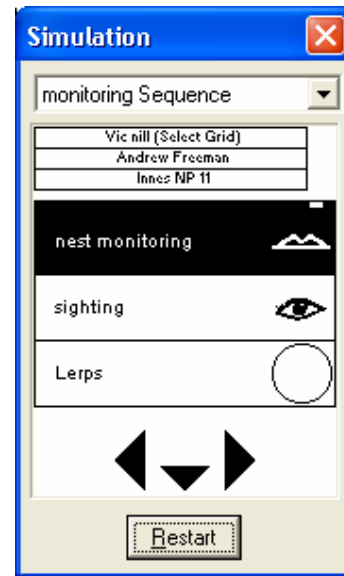 Simulation
monitoring Sequence
Vic nill (Select Grid)
Andrew Freeman
Innes NP 11
nest monitoring
sighting
Lerps
Restart